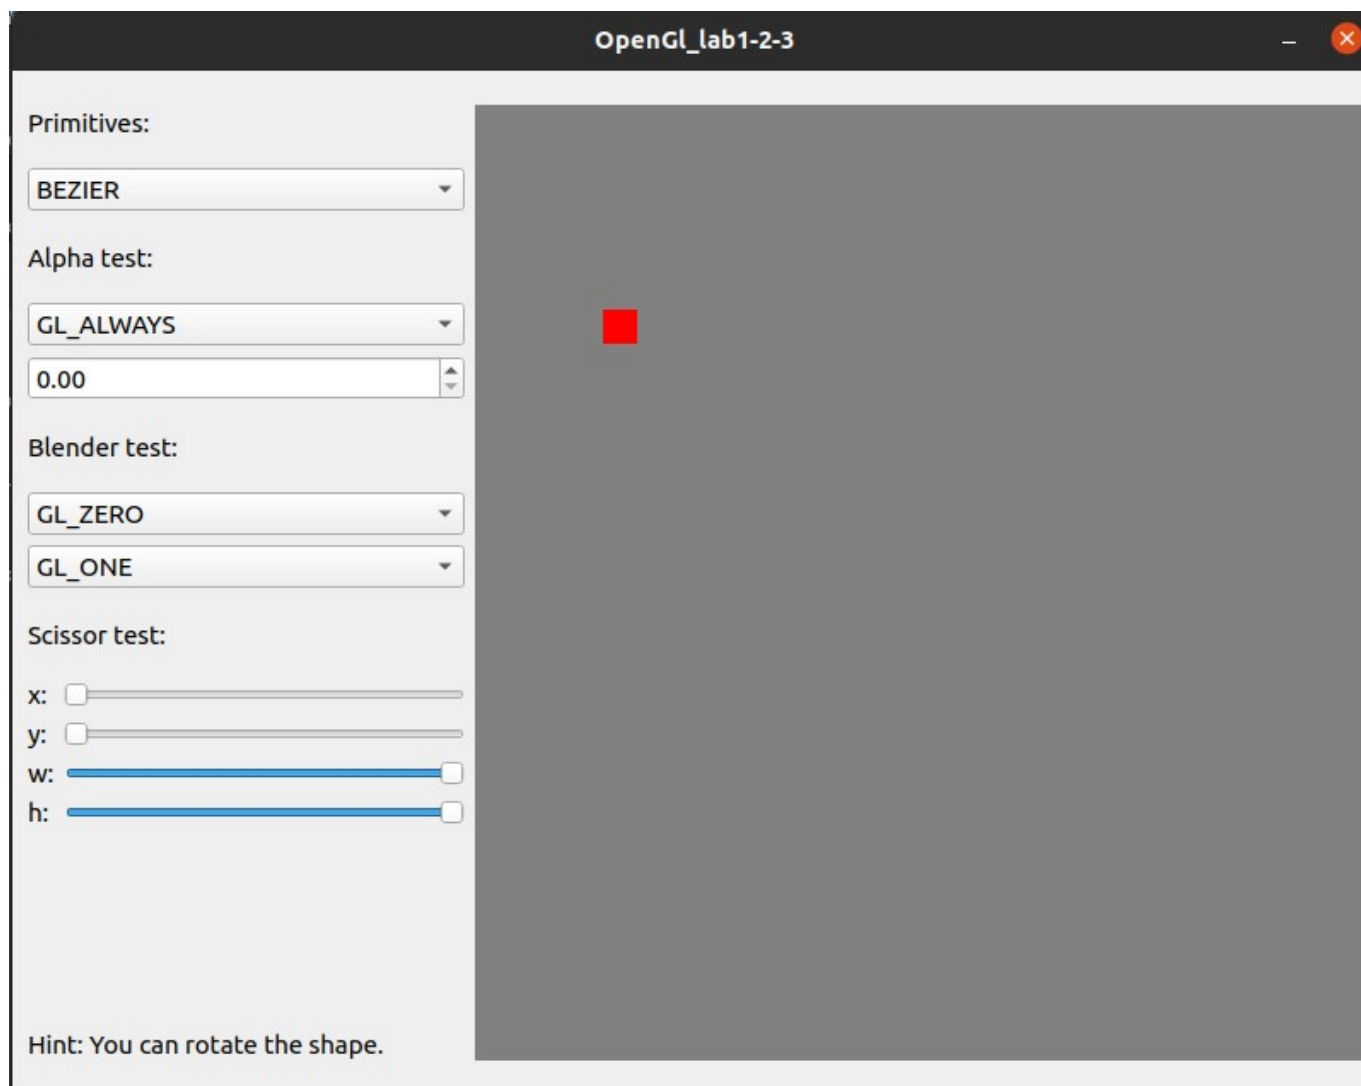 OpenGl_lab1-2-3
Primitives:
BEZIER
Alpha test:
GL_ALWAYS
0.00
Blender test:
GL_ZERO
GL_ONE
Scissor test:
x:
y:
w:
h:
Hint: You can rotate the shape.